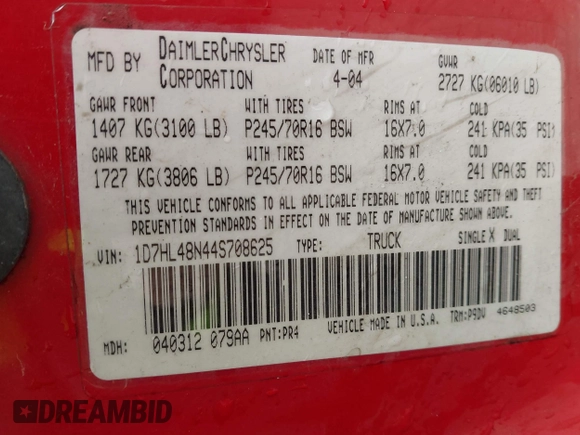 MFD BY DAIMLERCHRYSLER CORPORATION DATE OF MFR 4-04 GVWR 2727 KG(06010 LB)
GAWR FRONT WITH TIRES RIMS AT COLD
1407 KG(3100 LB) P245/70R16 BSW 16X7.0 241 KPA(35 PSI)
GAWR REAR WITH TIRES RIMS AT COLD
1727 KG(3806 LB) P245/70R16 BSW 16X7.0 241 KPA(35 PSI)
THIS VEHICLE CONFORMS TO ALL APPLICABLE FEDERAL MOTOR VEHICLE SAFETY AND THEFT
PREVENTION STANDARDS IN EFFECT ON THE DATE OF MANUFACTURE SHOWN ABOVE.
VIN: 1D7HL48N44S708625 TYPE: TRUCK SINGLE X DUAL
MDH: 040312 079AA PNT:PR4 VEHICLE MADE IN U.S.A. TRM:P9DV 4648503
DREAMBID